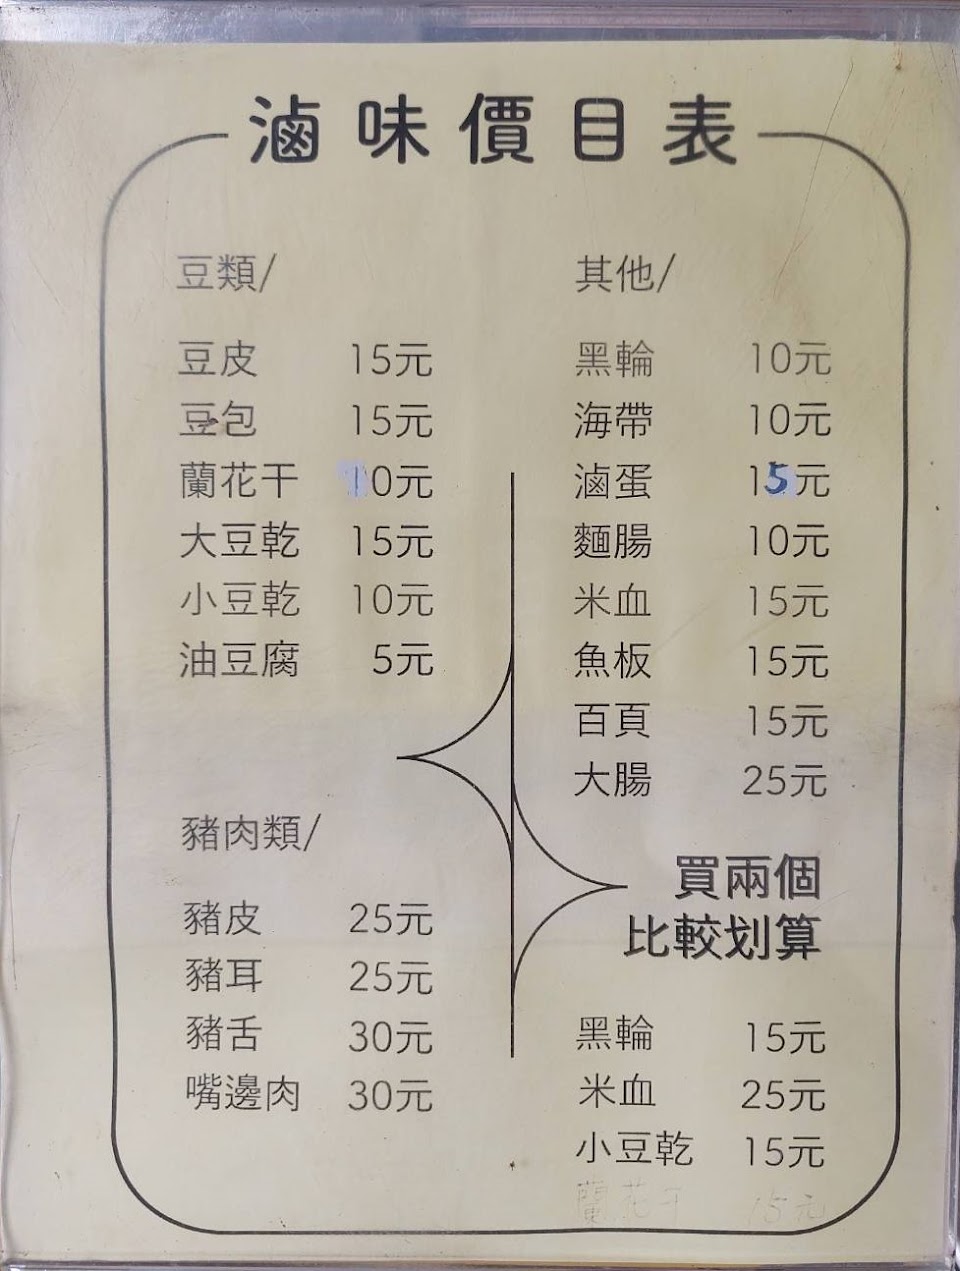 滷味價目表
豆類/
豆皮 15元
豆包 15元
蘭花干 10元
大豆乾 15元
小豆乾 10元
油豆腐 5元
豬肉類/
豬皮 25元
豬耳 25元
豬舌 30元
嘴邊肉 30元
其他/
黑輪 10元
海帶 10元
滷蛋 15元
麵腸 10元
米血 15元
魚板 15元
百頁 15元
大腸 25元
買兩個
比較划算
黑輪 15元
米血 25元
小豆乾 15元
蘭花干 15元